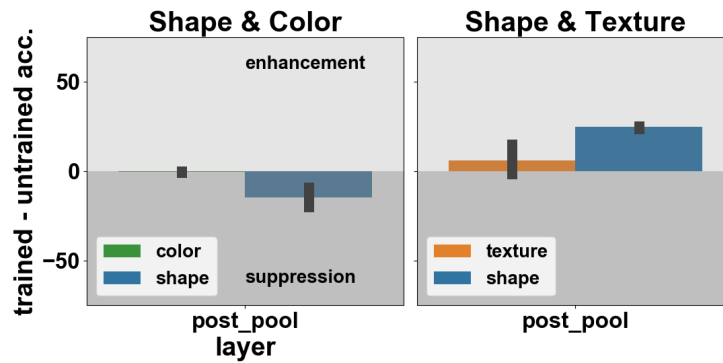 Shape & Color
Shape & Texture
trained - untrained acc.
50
0
−50
enhancement
suppression
color
shape
texture
shape
post_pool
post_pool
layer